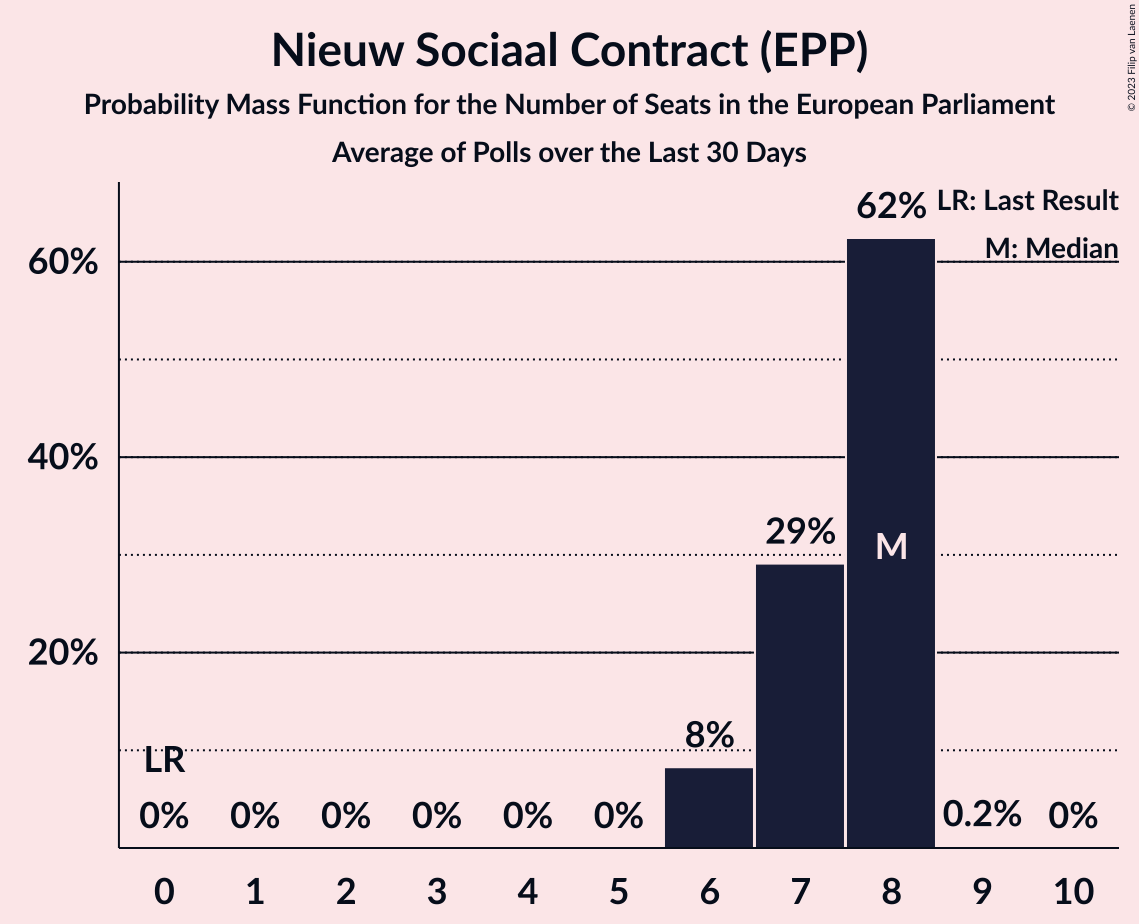 Nieuw Sociaal Contract (EPP)
Probability Mass Function for the Number of Seats in the European Parliament
Average of Polls over the Last 30 Days
© 2023 Filip van Laenen
LR: Last Result
M: Median
62%
60%
40%
29%
M
20%
8%
LR
0% 0% 0% 0% 0% 0% 0.2% 0%
0 1 2 3 4 5 6 7 8 9 10